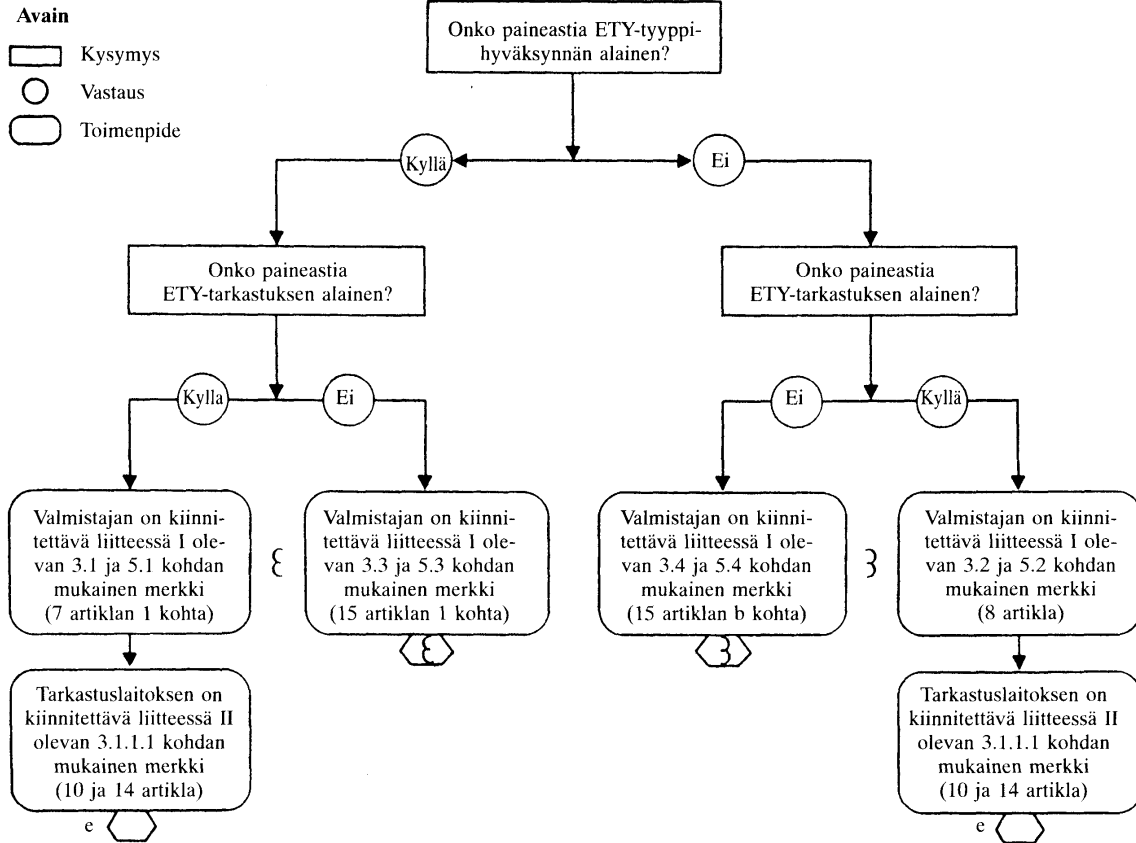 Avain
Kysymys
Vastaus
Toimenpide
Onko paineastia ETY-tyyppi-
hyväksynnän alainen?
Kyllä
Ei
Onko paineastia
ETY-tarkastuksen alainen?
Onko paineastia
ETY-tarkastuksen alainen?
Kylla
Ei
Ei
Kyllä
Valmistajan on kiinni-
tettävä liitteessä I ole-
van 3.1 ja 5.1 kohdan
mukainen merkki
(7 artiklan 1 kohta)
Valmistajan on kiinni-
tettävä liitteessä I ole-
van 3.3 ja 5.3 kohdan
mukainen merkki
(15 artiklan 1 kohta)
Valmistajan on kiinni-
tettävä liitteessä I ole-
van 3.4 ja 5.4 kohdan
mukainen merkki
(15 artiklan b kohta)
Valmistajan on kiinni-
tettävä liitteessä I ole-
van 3.2 ja 5.2 kohdan
mukainen merkki
(8 artikla)
Tarkastuslaitoksen on
kiinnitettävä liitteessä II
olevan 3.1.1.1 kohdan
mukainen merkki
(10 ja 14 artikla)
Tarkastuslaitoksen on
kiinnitettävä liitteessä II
olevan 3.1.1.1 kohdan
mukainen merkki
(10 ja 14 artikla)
e
e